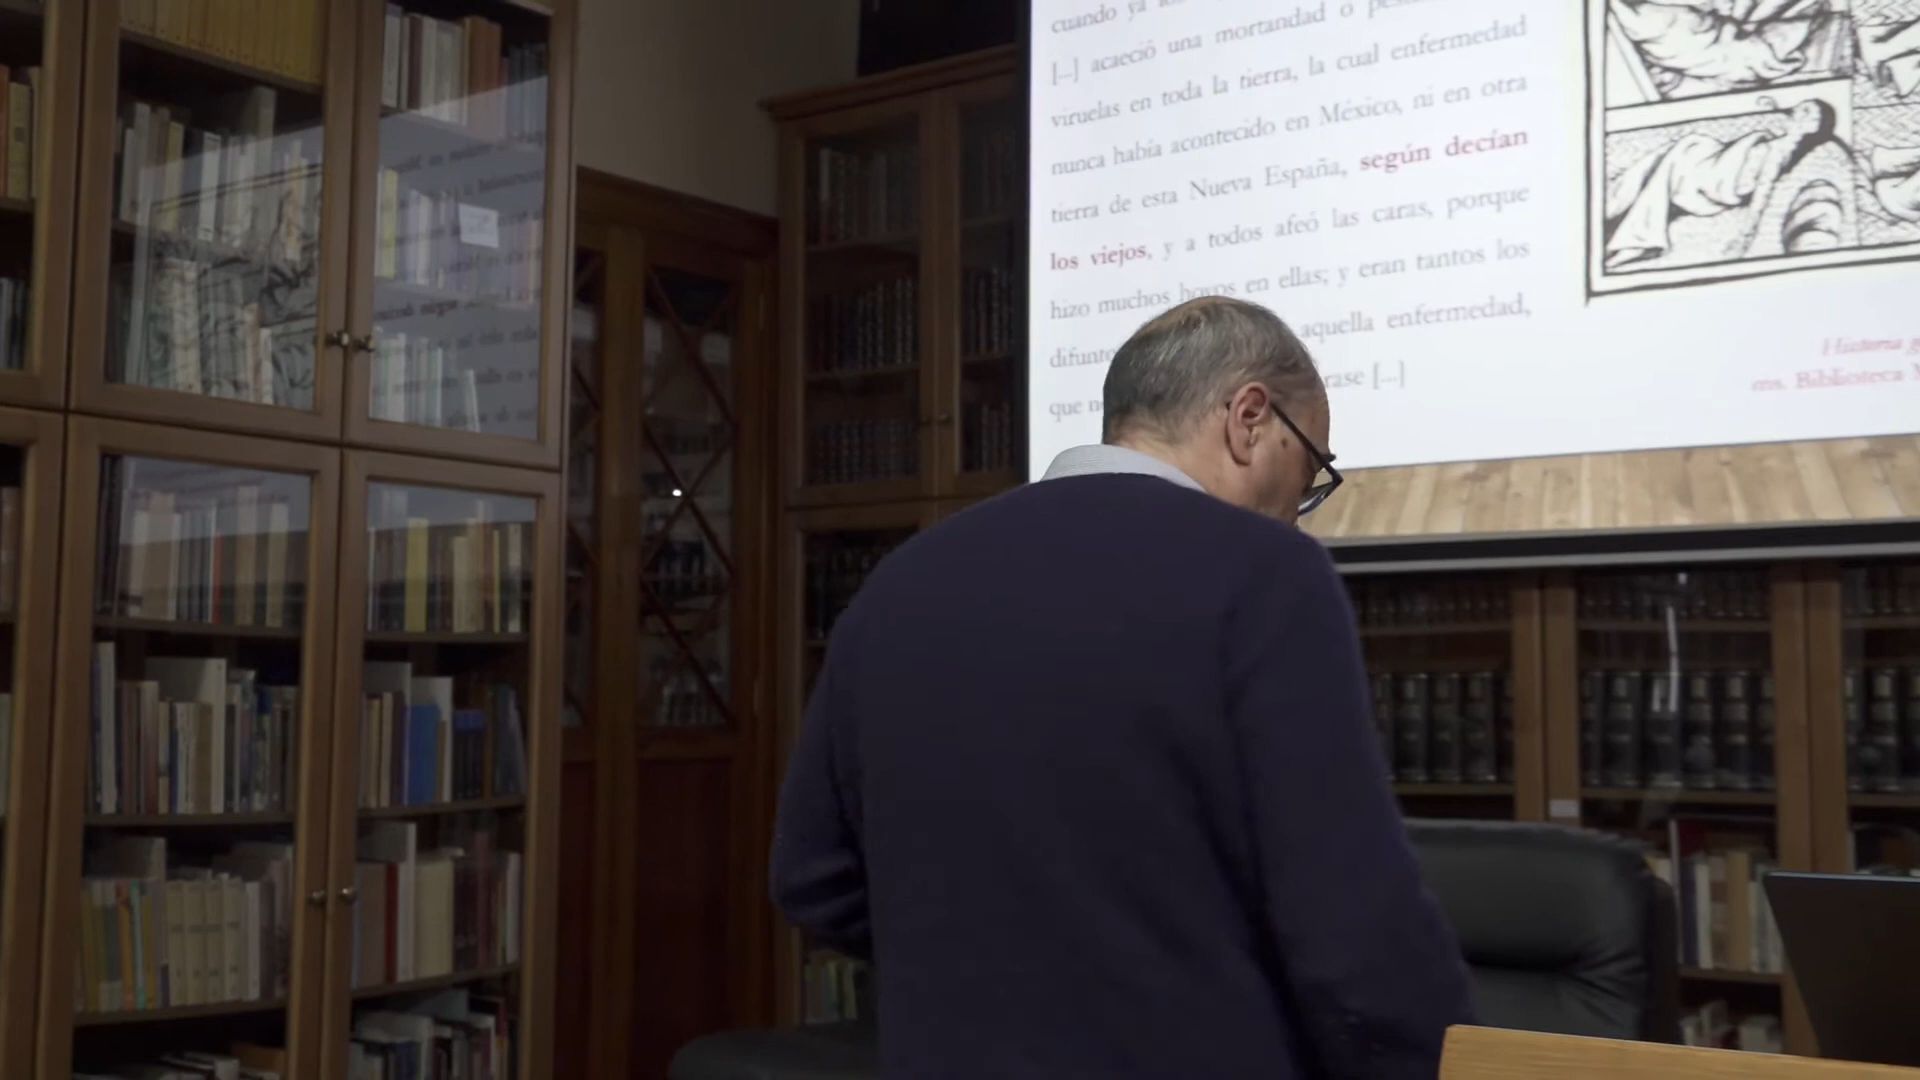 cuando ya
[...] acaeció una mortandad o
viruelas en toda la tierra, la cual enfermedad
nunca había acontecido en México, ni en otra
tierra de esta Nueva España, según decían
los viejos, y a todos afeó las caras, porque
hizo muchos hoyos en ellas; y eran tantos los
aquella enfermedad,
que
[...]
Historia
ms. Biblioteca